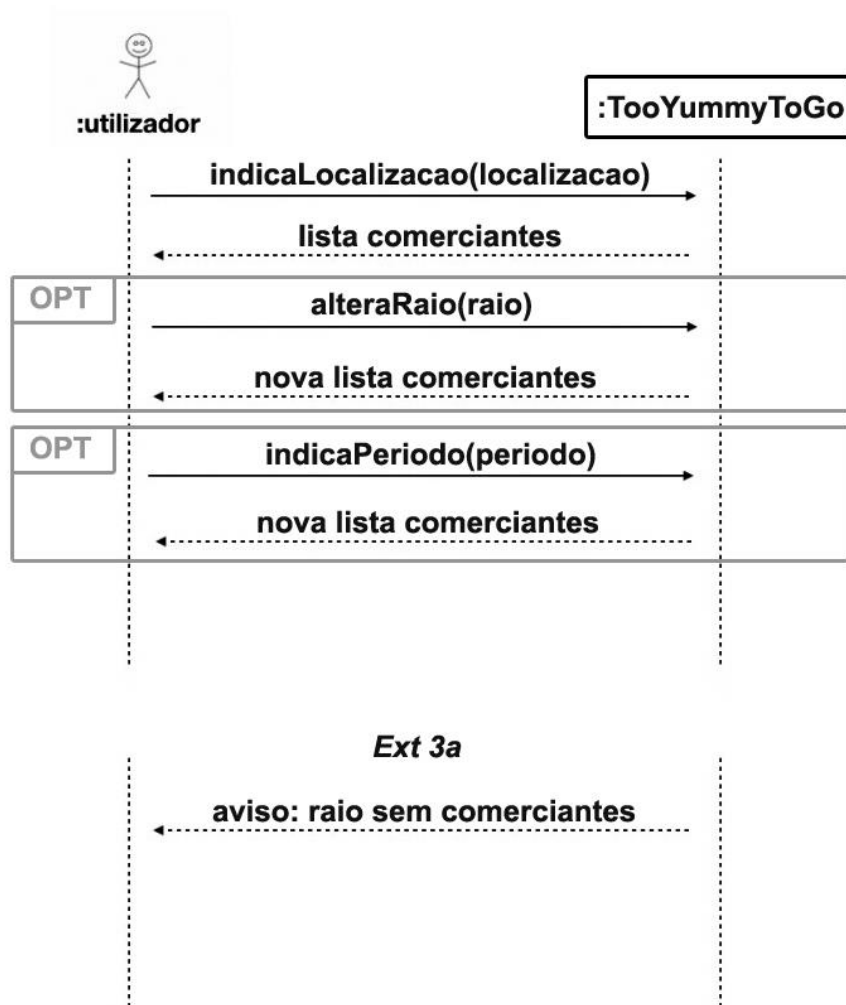 :utilizador
:TooYummyToGo
indicaLocalizacao(localizacao)
lista comerciantes
OPT
alteraRaio(raio)
nova lista comerciantes
OPT
indicaPeriodo(periodo)
nova lista comerciantes
Ext 3a
aviso: raio sem comerciantes